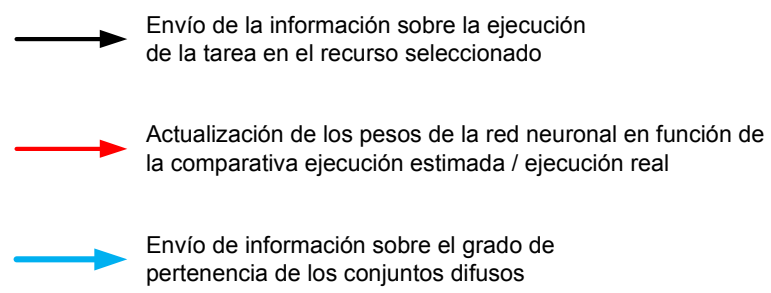 Envío de la información sobre la ejecución
de la tarea en el recurso seleccionado
Actualización de los pesos de la red neuronal en función de
la comparativa ejecución estimada / ejecución real
Envío de información sobre el grado de
pertenencia de los conjuntos difusos